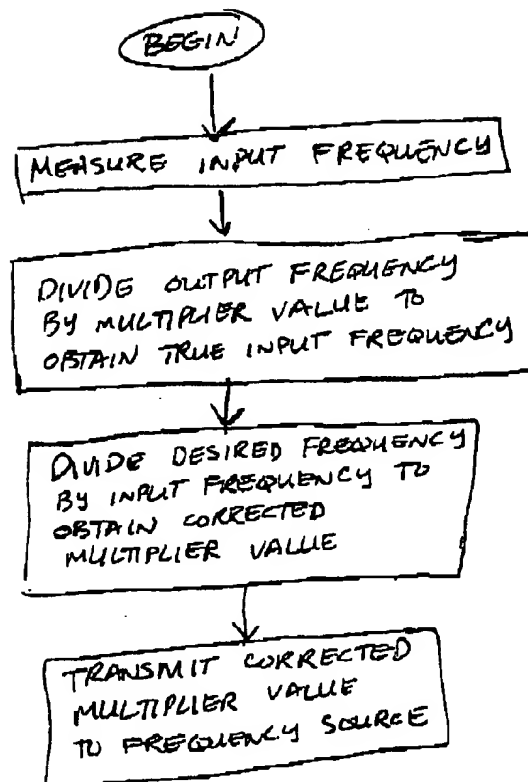 BEGIN
MEASURE INPUT FREQUENCY
DIVIDE OUTPUT FREQUENCY
BY MULTIPLIER VALUE TO
OBTAIN TRUE INPUT FREQUENCY
DIVIDE DESIRED FREQUENCY
BY INPUT FREQUENCY TO
OBTAIN CORRECTED
MULTIPLIER VALUE
TRANSMIT CORRECTED
MULTIPLIER VALUE
TO FREQUENCY SOURCE